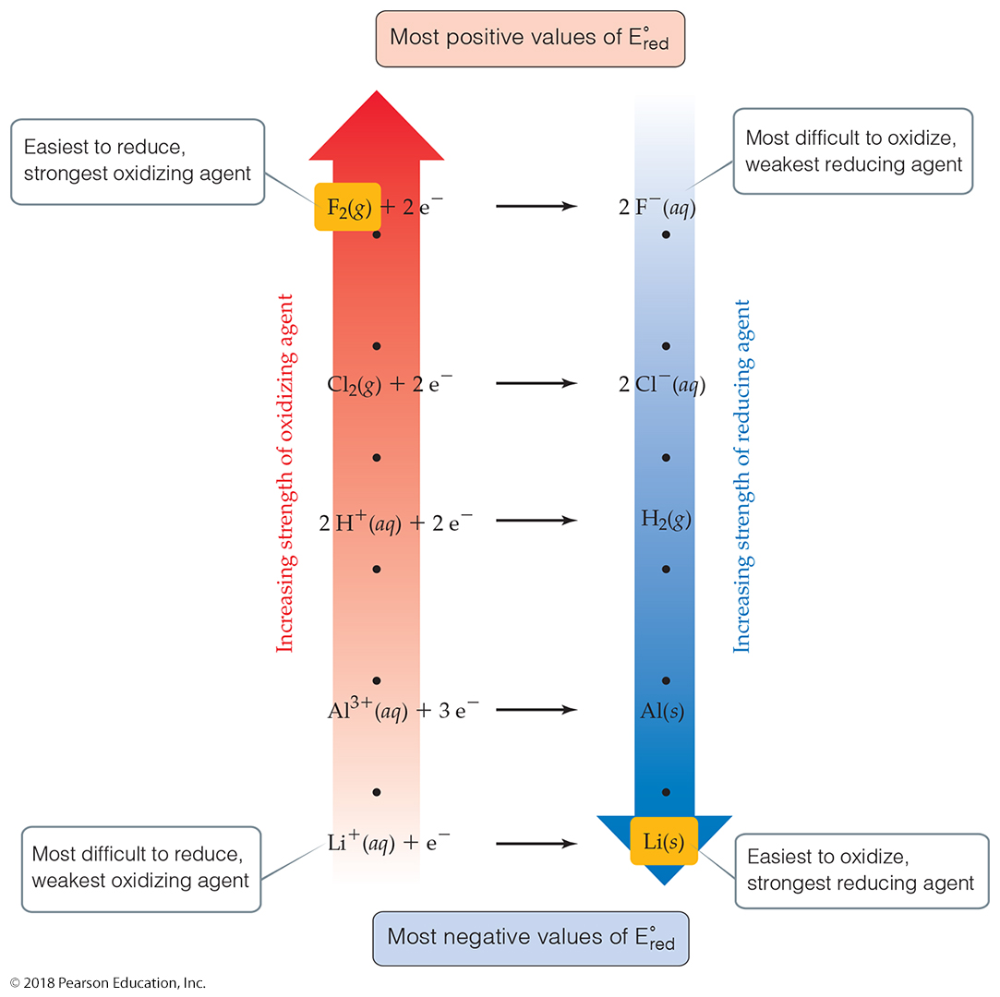 Most positive values of E°red
Easiest to reduce,
strongest oxidizing agent
Most difficult to oxidize,
weakest reducing agent
F₂(g) + 2 e⁻ ⟶ 2 F⁻(aq)
Increasing strength of oxidizing agent
Increasing strength of reducing agent
Cl₂(g) + 2 e⁻ ⟶ 2 Cl⁻(aq)
2 H⁺(aq) + 2 e⁻ ⟶ H₂(g)
Al³⁺(aq) + 3 e⁻ ⟶ Al(s)
Li⁺(aq) + e⁻ ⟶ Li(s)
Most difficult to reduce,
weakest oxidizing agent
Easiest to oxidize,
strongest reducing agent
Most negative values of E°red
© 2018 Pearson Education, Inc.